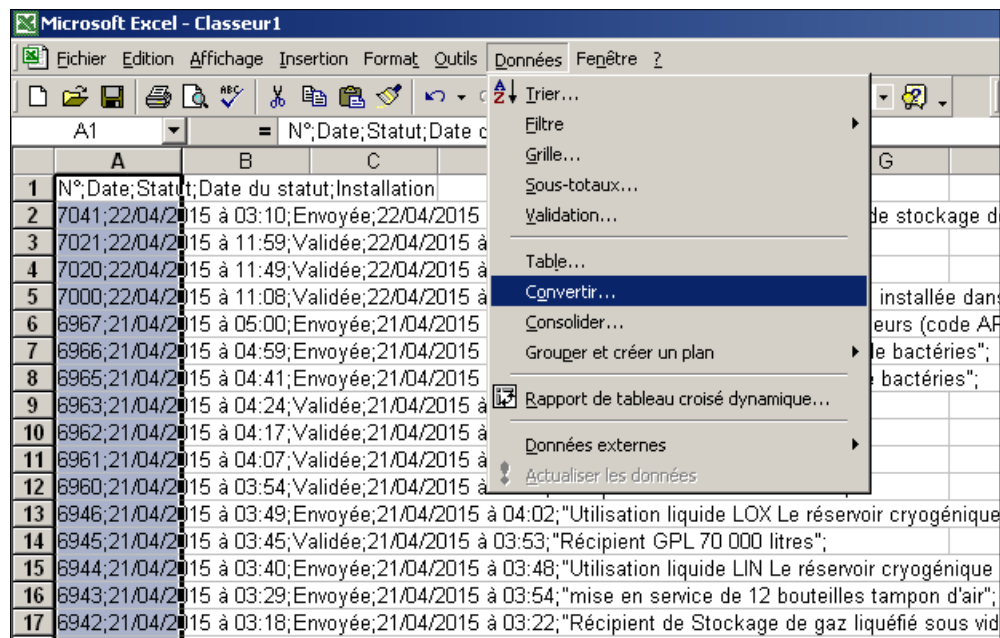 Microsoft Excel - Classeur1
Fichier Edition Affichage Insertion Format Outils Données Fenêtre ?
A1 = N°;Date;Statut;Date
Trier...
Filtre
Grille...
Sous-totaux...
Validation...
Table...
Convertir...
Consolider...
Grouper et créer un plan
Rapport de tableau croisé dynamique...
Données externes
Actualiser les données
A B C G
1 N°;Date;Statut;Date du statut;Installation
2 7041;22/04/2015 à 03:10;Envoyée;22/04/2015 de stockage
3 7021;22/04/2015 à 11:59;Validée;22/04/2015 à
4 7020;22/04/2015 à 11:49;Validée;22/04/2015 à
5 7000;22/04/2015 à 11:08;Validée;22/04/2015 à installée dans
6 6967;21/04/2015 à 05:00;Envoyée;21/04/2015 eurs (code AF
7 6966;21/04/2015 à 04:59;Envoyée;21/04/2015 de bactéries";
8 6965;21/04/2015 à 04:41;Envoyée;21/04/2015 bactéries";
9 6963;21/04/2015 à 04:24;Validée;21/04/2015 à
10 6962;21/04/2015 à 04:17;Validée;21/04/2015 à
11 6961;21/04/2015 à 04:07;Validée;21/04/2015 à
12 6960;21/04/2015 à 03:54;Validée;21/04/2015 à
13 6946;21/04/2015 à 03:49;Envoyée;21/04/2015 à 04:02;"Utilisation liquide LOX Le réservoir cryogénique
14 6945;21/04/2015 à 03:45;Validée;21/04/2015 à 03:53;"Récipient GPL 70 000 litres";
15 6944;21/04/2015 à 03:40;Envoyée;21/04/2015 à 03:48;"Utilisation liquide LIN Le réservoir cryogénique
16 6943;21/04/2015 à 03:29;Envoyée;21/04/2015 à 03:54;"mise en service de 12 bouteilles tampon d'air";
17 6942;21/04/2015 à 03:18;Envoyée;21/04/2015 à 03:22;"Récipient de Stockage de gaz liquéfié sous vid